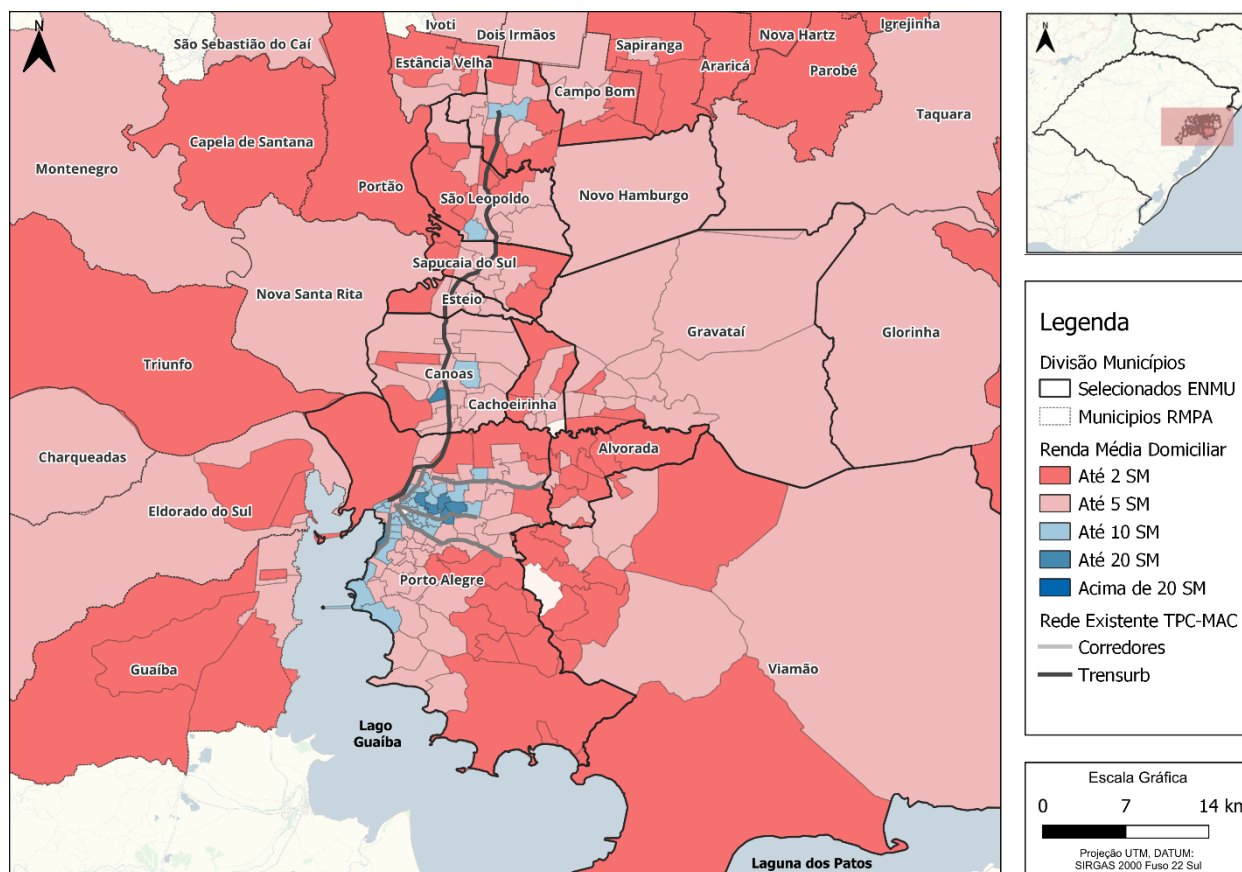 N
Ivoti
Igrejinha
São Sebastião do Caí
Dois Irmãos
Nova Hartz
Sapiranga
Estância Velha
Araricá
Parobé
Campo Bom
Taquara
Capela de Santana
Montenegro
Portão
São Leopoldo
Novo Hamburgo
Sapucaia do Sul
Nova Santa Rita
Esteio
Gravataí
Glorinha
Triunfo
Canoas
Cachoeirinha
Alvorada
Charqueadas
Eldorado do Sul
Porto Alegre
Guaíba
Viamão
Lago
Guaíba
Laguna dos Patos
N
Legenda
Divisão Municípios
Selecionados ENMU
Municipios RMPA
Renda Média Domiciliar
Até 2 SM
Até 5 SM
Até 10 SM
Até 20 SM
Acima de 20 SM
Rede Existente TPC-MAC
Corredores
Trensurb
Escala Gráfica
0 7 14 km
Projeção UTM, DATUM:
SIRGAS 2000 Fuso 22 Sul